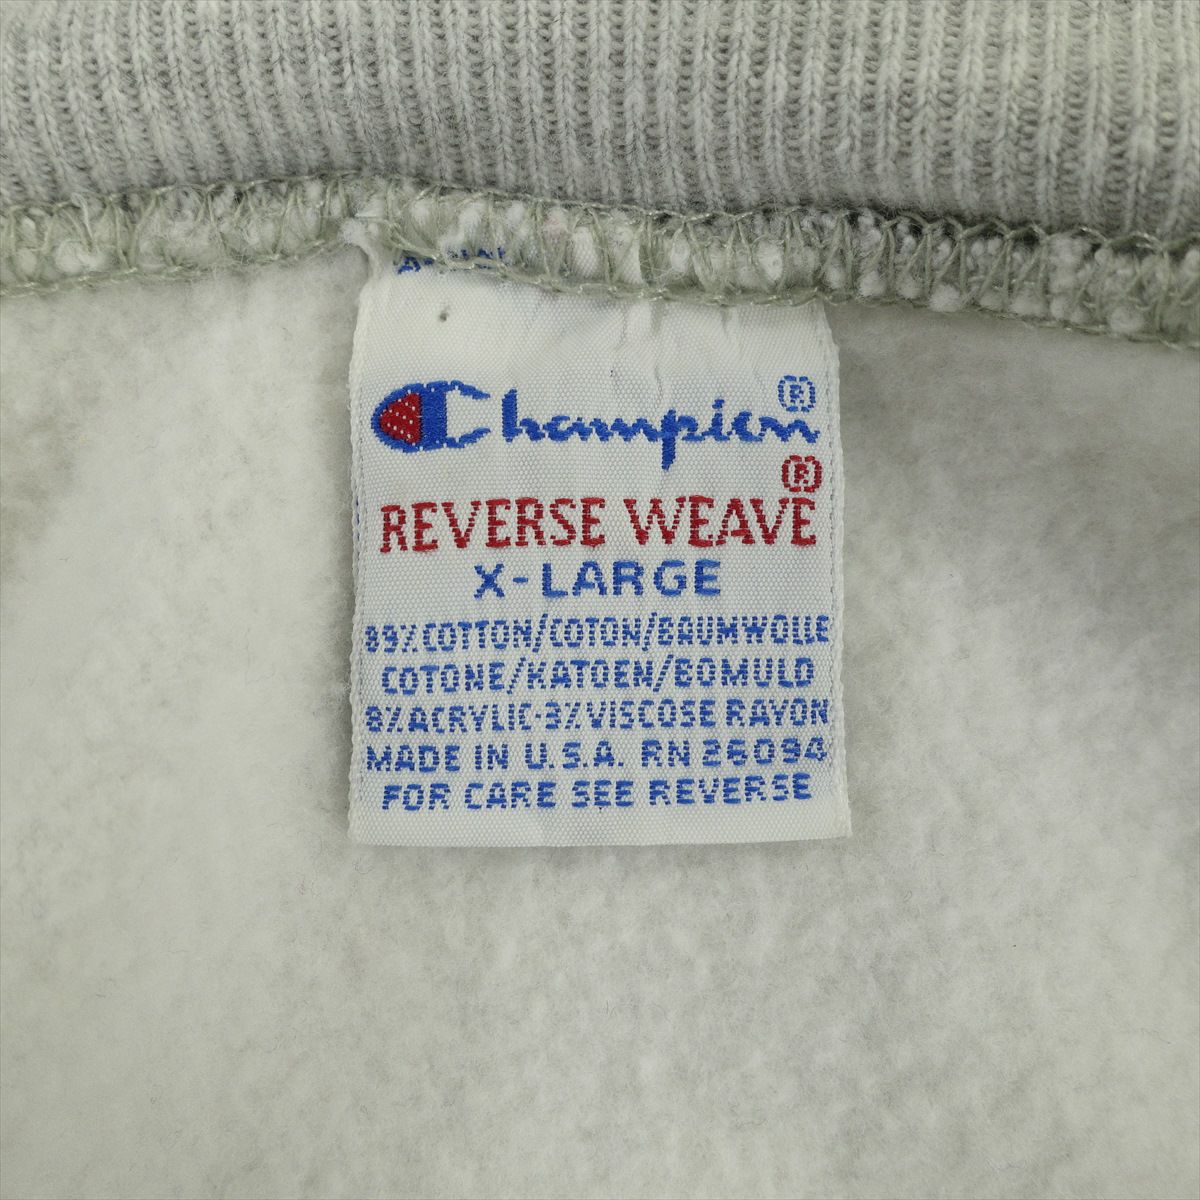 Champion®
®
REVERSE WEAVE
X-LARGE
89% COTTON/COTON/BAUMWOLLE
COTONE/KATOEN/BOMULD
8% ACRYLIC·3% VISCOSE RAYON
MADE IN U.S.A. RN 26094
FOR CARE SEE REVERSE